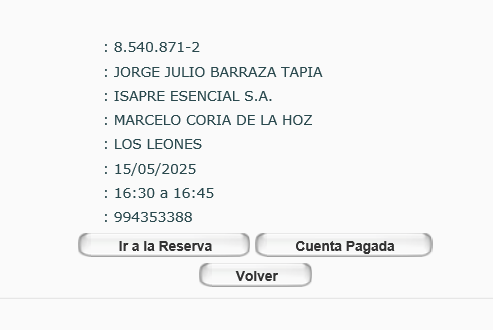 : 8.540.871-2
: JORGE JULIO BARRAZA TAPIA
: ISAPRE ESENCIAL S.A.
: MARCELO CORIA DE LA HOZ
: LOS LEONES
: 15/05/2025
: 16:30 a 16:45
: 994353388
Ir a la Reserva Cuenta Pagada
Volver